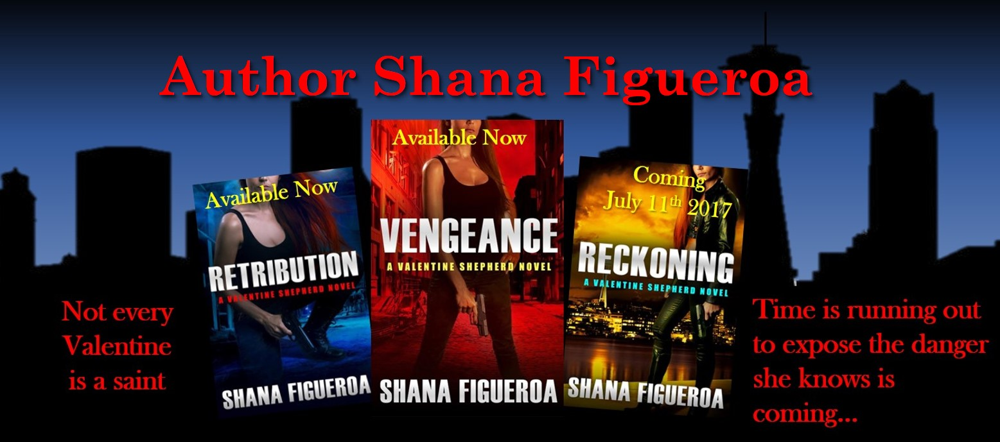 Author Shana Figueroa
Available Now
RETRIBUTION
A VALENTINE SHEPHERD NOVEL
SHANA FIGUEROA
Available Now
VENGEANCE
A VALENTINE SHEPHERD NOVEL
SHANA FIGUEROA
Coming
July 11th 2017
RECKONING
A VALENTINE SHEPHERD NOVEL
SHANA FIGUEROA
Not every
Valentine
is a saint
Time is running out
to expose the danger
she knows is
coming...